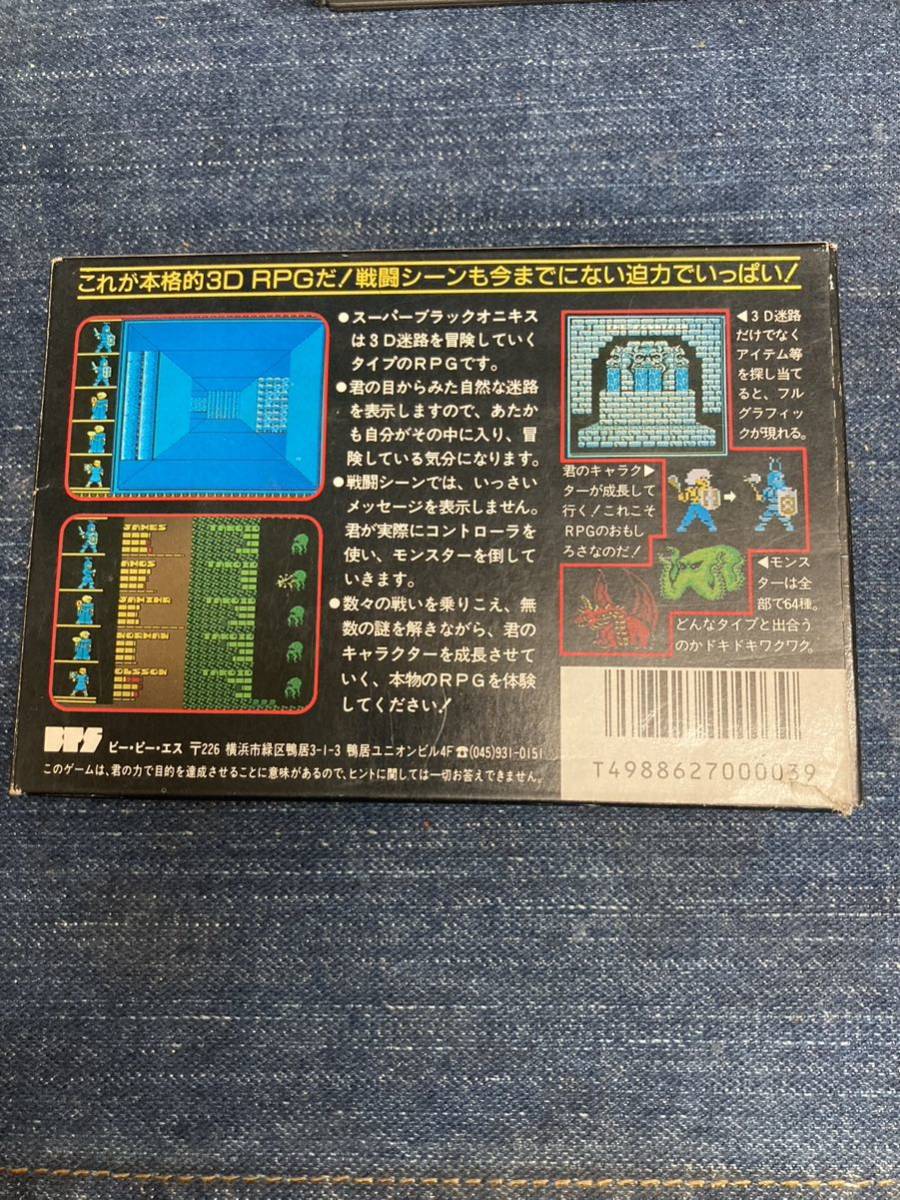 これが本格的3D RPGだ!戦闘シーンも今までにない迫力でいっぱい!
●スーパーブラックオニキス
は3D迷路を冒険していく
タイプのRPGです。
●君の目からみた自然な迷路
を表示しますので、あたか
も自分がその中に入り、冒
険している気分になります。
●戦闘シーンでは、いっさい
メッセージを表示しません。
君が実際にコントローラを
使い、モンスターを倒して
いきます。
●数々の戦いを乗りこえ、無
数の謎を解きながら、君の
キャラクターを成長させて
いく、本物のRPGを体験
してください!
◀3D迷路
だけでなく
アイテム等
を探し当て
ると、フル
グラフィッ
クが現れる。
君のキャラク▶
ターが成長して
行く!これこそ
RPGのおもし
ろさなのだ!
◀モンス
ターは全
部で64種。
どんなタイプと出合う
のかドキドキワクワク。
JAMES
BPS ビー・ピー・エス 〒226 横浜市緑区鴨居3-1-3 鴨居ユニオンビル4F☎(045)931-0151
このゲームは、君の力で目的を達成させることに意味があるので、ヒントに関しては一切お答えできません。
T4988627000039